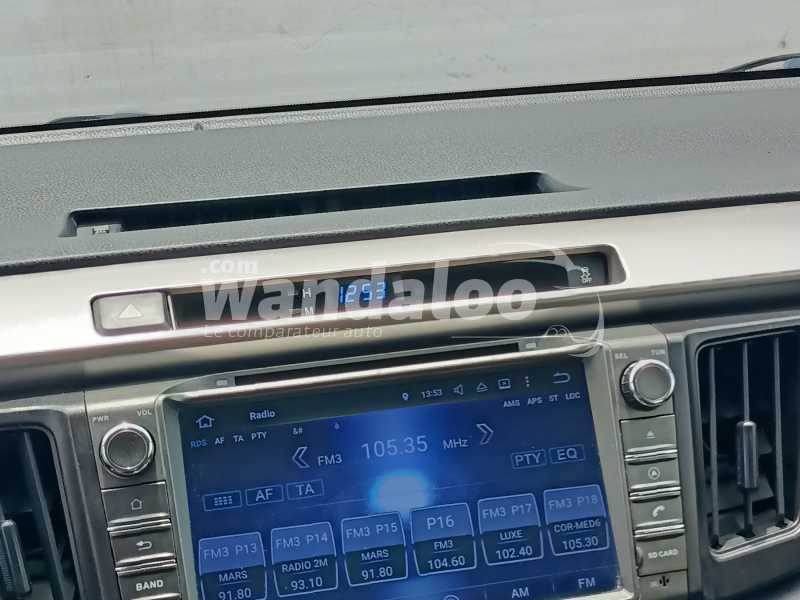 .com
wandaloo
Le comparateur auto
H
M
12:53
OFF
PWR
VOL
SEL
TUN
Radio
13:53
RDS AF TA PTY
&#
AMS APS ST LOC
FM3 105.35 MHz
PTY EQ
AF TA
FM3 P13
MARS
91.80
FM3 P14
RADIO 2M
93.10
FM3 P15
MARS
91.80
P16
FM3
104.60
FM3 P17
LUXE
102.40
FM3 P18
COR-MED6
105.30
AM
FM
BAND
SD CARD